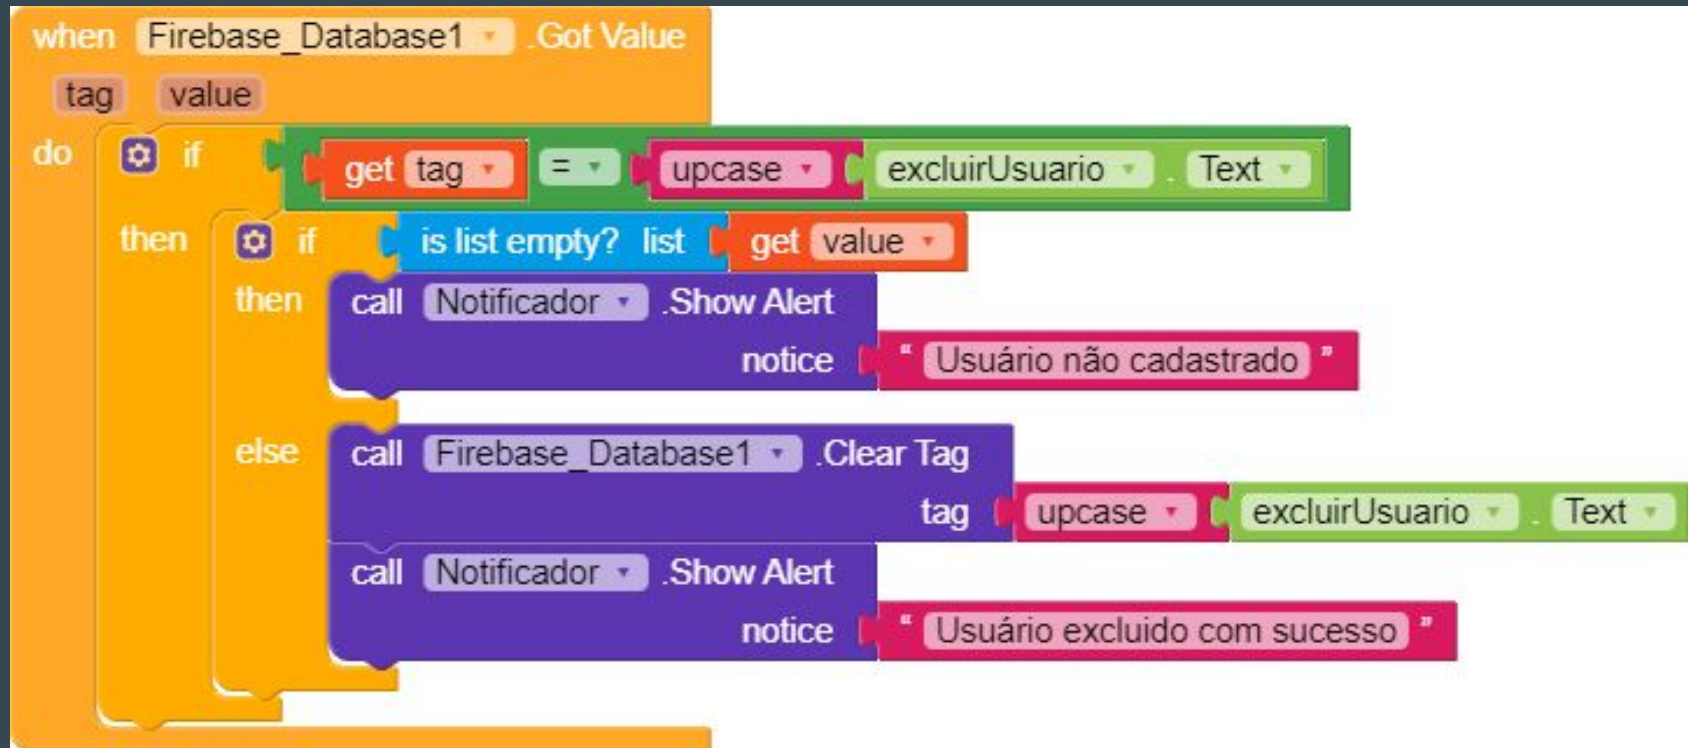 when Firebase_Database1 .Got Value
tag value
do if get tag = upcase excluirUsuario . Text
then if is list empty? list get value
then call Notificador .Show Alert
notice “ Usuário não cadastrado ”
else call Firebase_Database1 .Clear Tag
tag upcase excluirUsuario . Text
call Notificador .Show Alert
notice “ Usuário excluido com sucesso ”